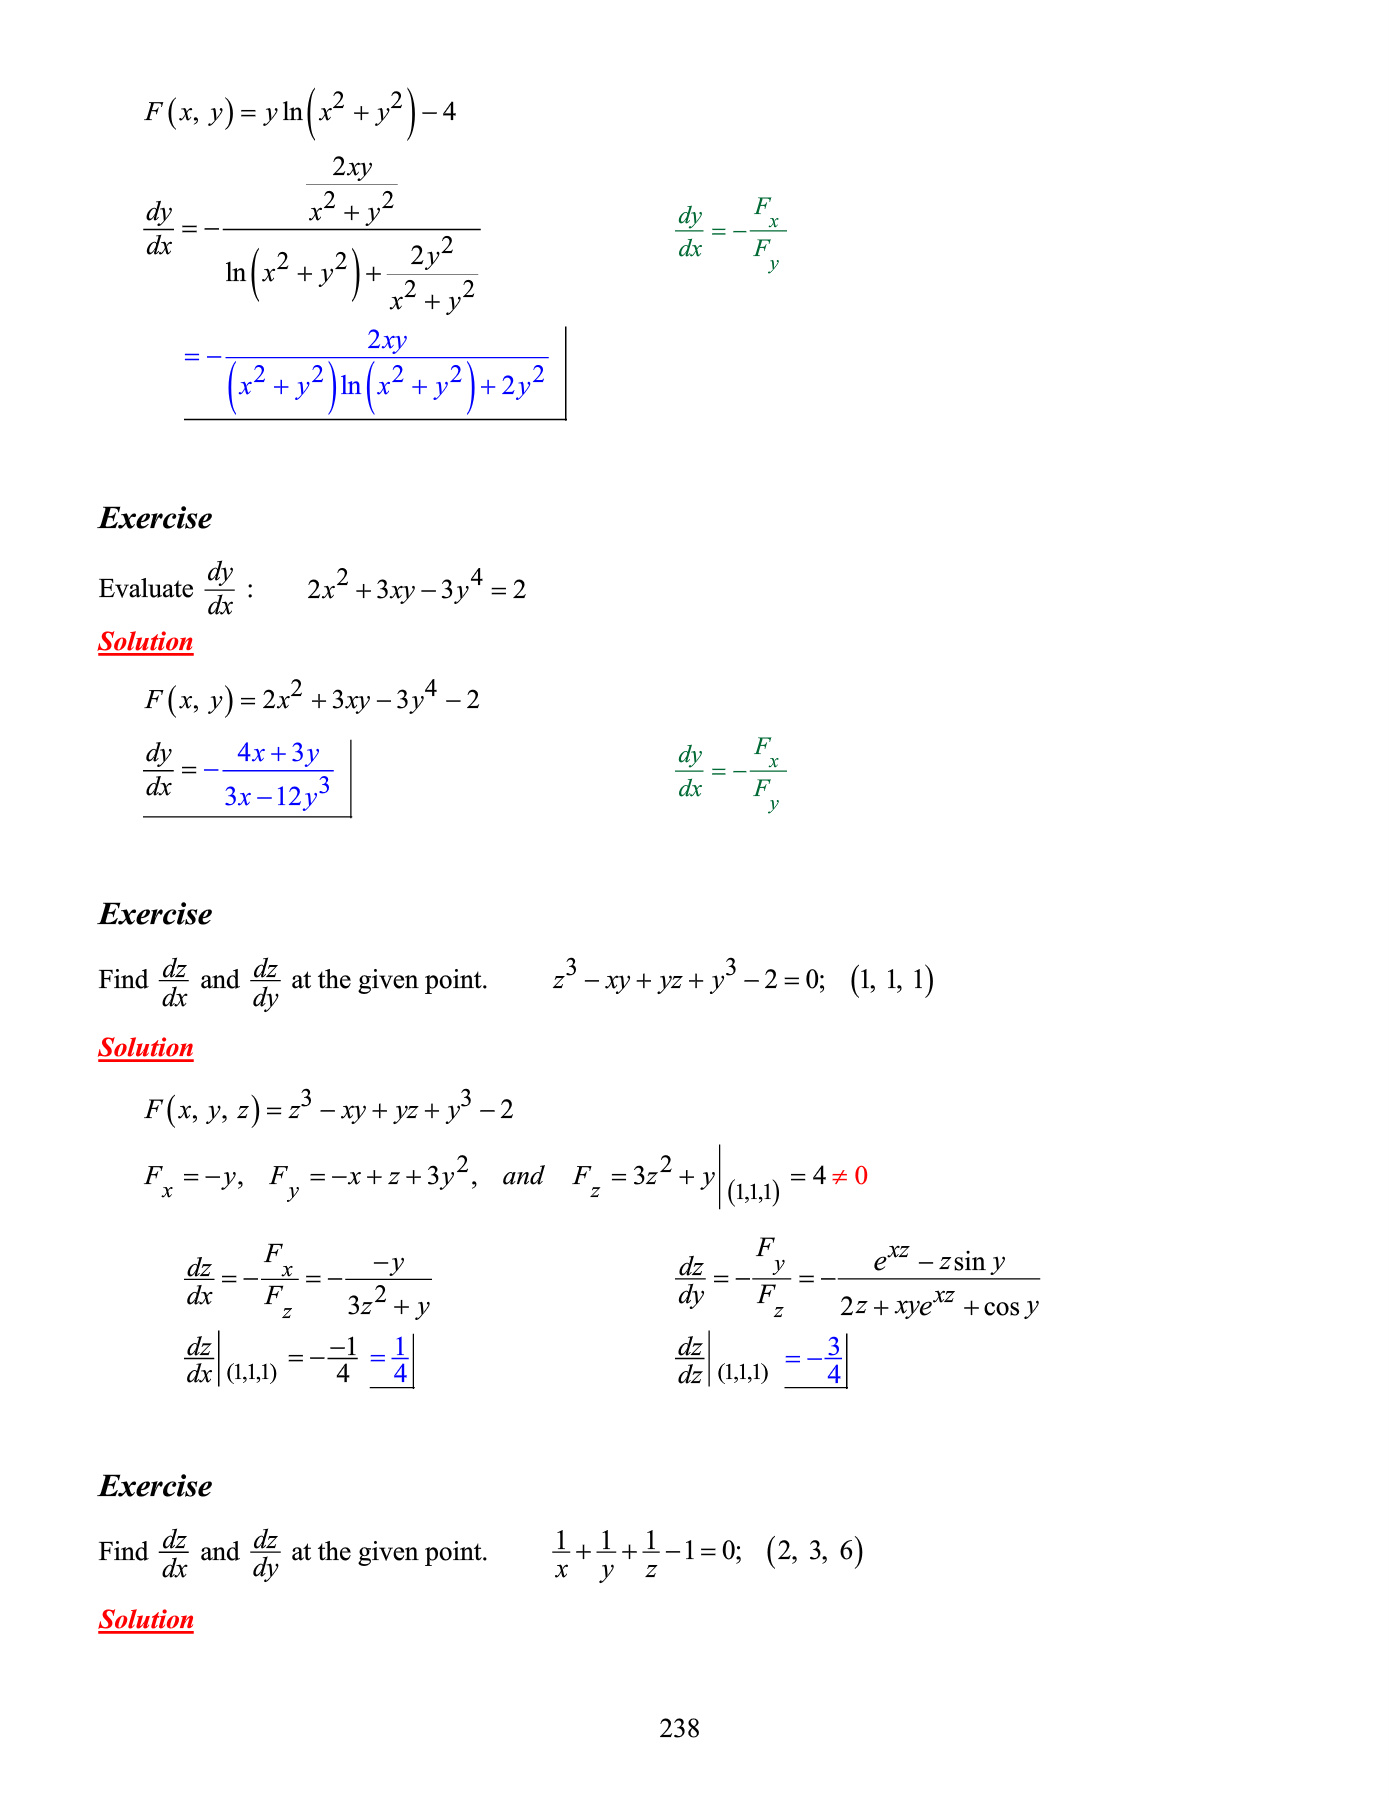 F(x, y) = y ln(x² + y²) − 4
dy/dx = − (2xy/(x² + y²)) / (ln(x² + y²) + 2y²/(x² + y²))    dy/dx = − F_x/F_y
= − 2xy / ((x² + y²) ln(x² + y²) + 2y²)
Exercise
Evaluate dy/dx :    2x² + 3xy − 3y⁴ = 2
Solution
F(x, y) = 2x² + 3xy − 3y⁴ − 2
dy/dx = − (4x + 3y)/(3x − 12y³)    dy/dx = − F_x/F_y
Exercise
Find dz/dx and dz/dy at the given point.    z³ − xy + yz + y³ − 2 = 0; (1, 1, 1)
Solution
F(x, y, z) = z³ − xy + yz + y³ − 2
F_x = −y, F_y = −x + z + 3y², and F_z = 3z² + y|(1,1,1) = 4 ≠ 0
dz/dx = − F_x/F_z = − (−y)/(3z² + y)    dz/dy = − F_y/F_z = − (e^{xz} − z sin y)/(2z + xye^{xz} + cos y)
dz/dx|(1,1,1) = − (−1)/4 = 1/4    dz/dz|(1,1,1) = − 3/4
Exercise
Find dz/dx and dz/dy at the given point.    1/x + 1/y + 1/z − 1 = 0; (2, 3, 6)
Solution
238